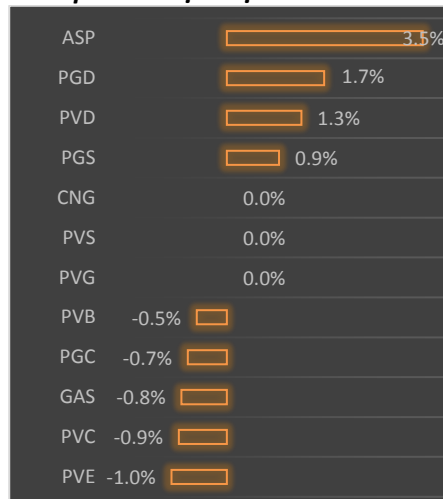 ASP 3.5%
PGD 1.7%
PVD 1.3%
PGS 0.9%
CNG 0.0%
PVS 0.0%
PVG 0.0%
PVB -0.5%
PGC -0.7%
GAS -0.8%
PVC -0.9%
PVE -1.0%